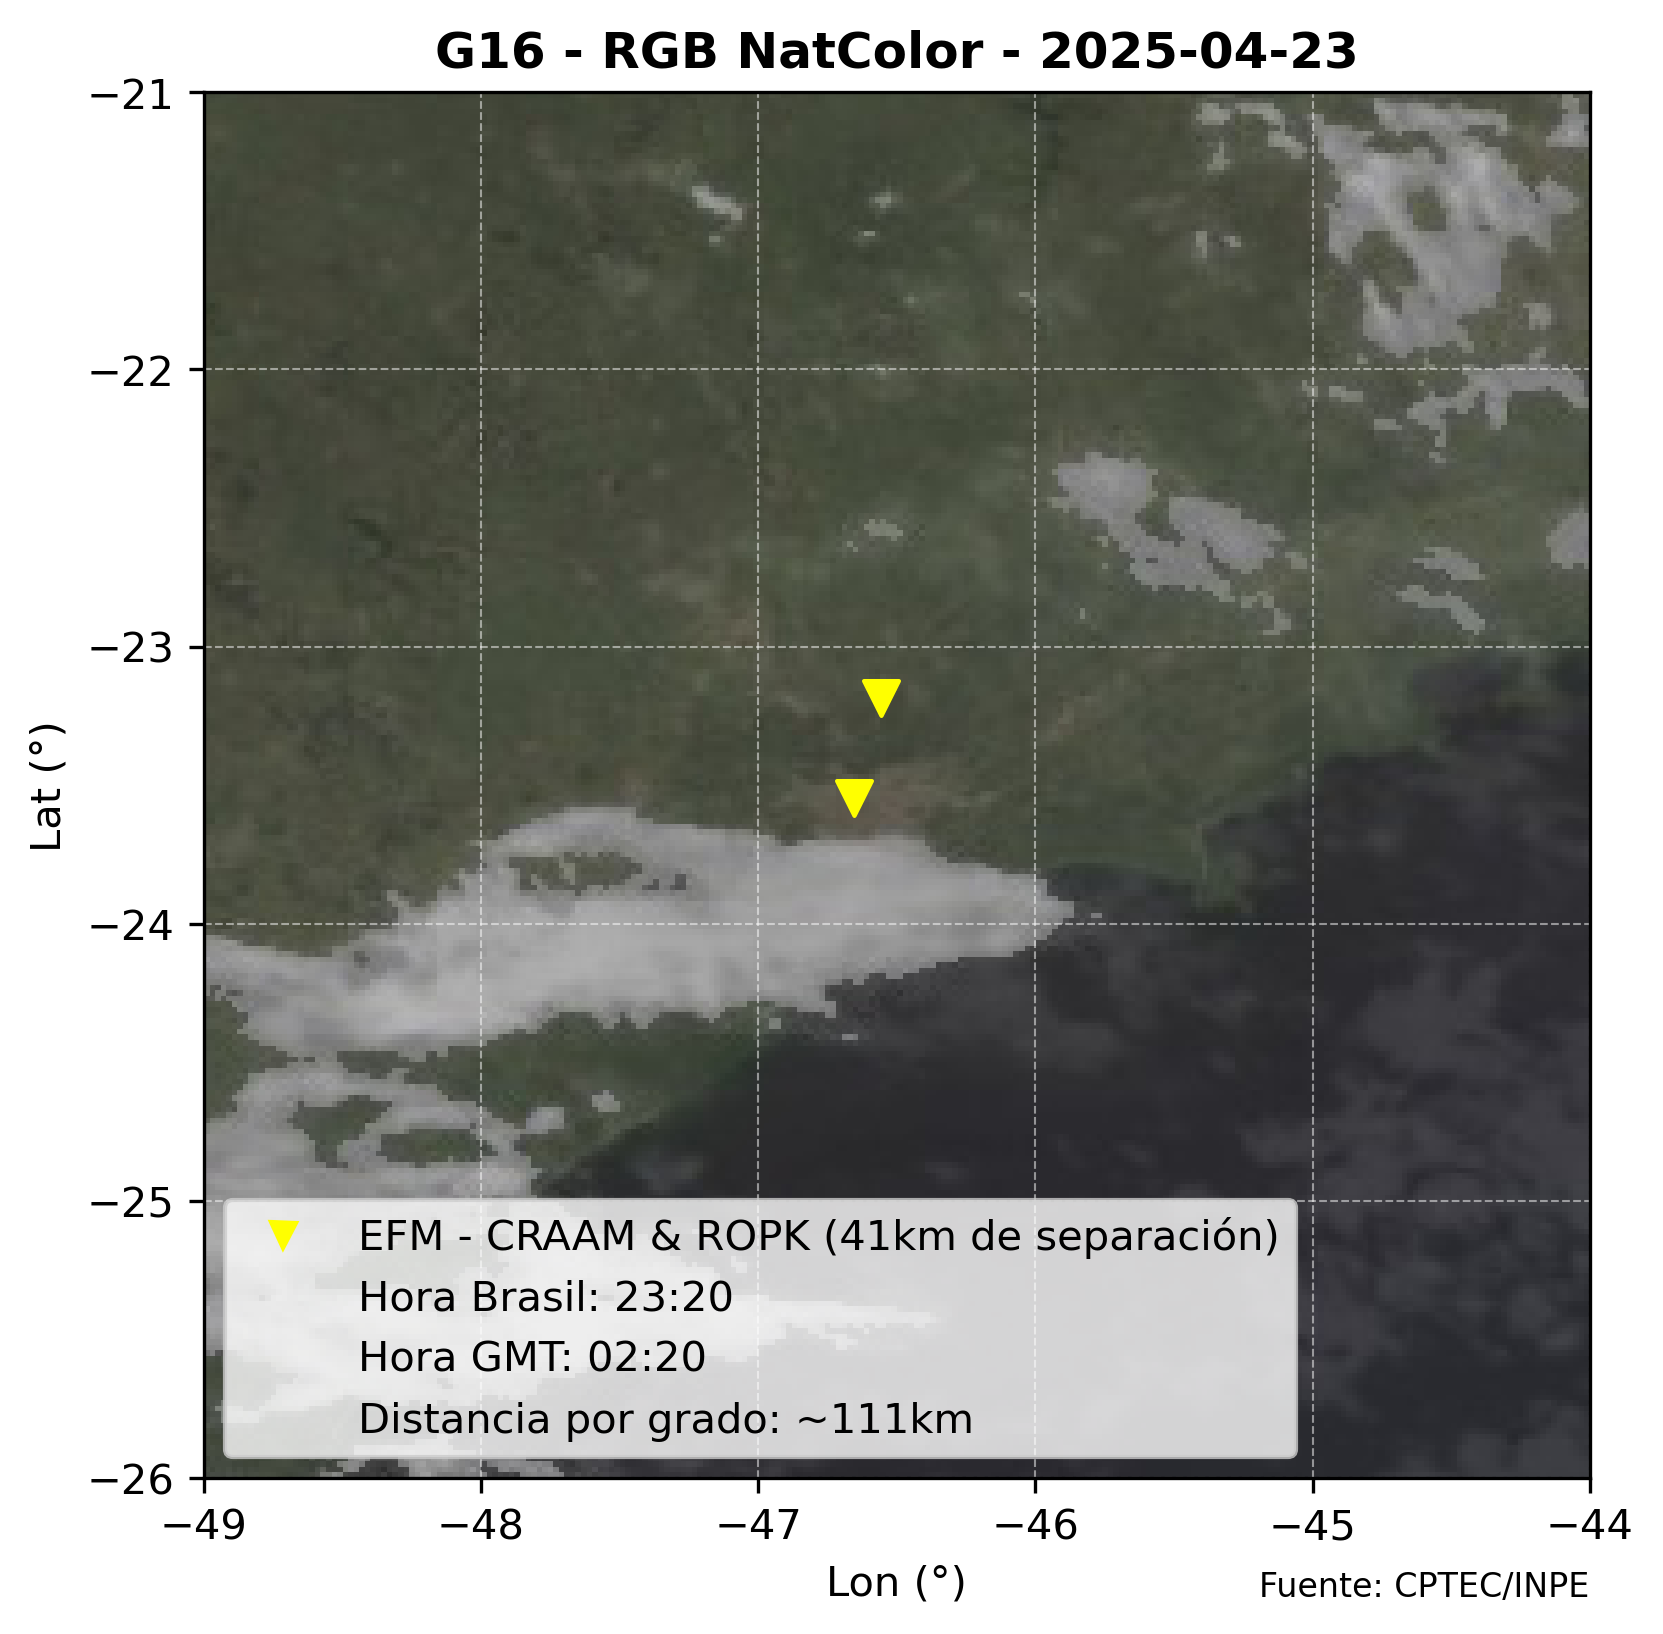 G16 - RGB NatColor - 2025-04-23
−21
−22
−23
−24
−25
−26
Lat (°)
EFM - CRAAM & ROPK (41km de separación)
Hora Brasil: 23:20
Hora GMT: 02:20
Distancia por grado: ~111km
−49 −48 −47 −46 −45 −44
Lon (°)
Fuente: CPTEC/INPE